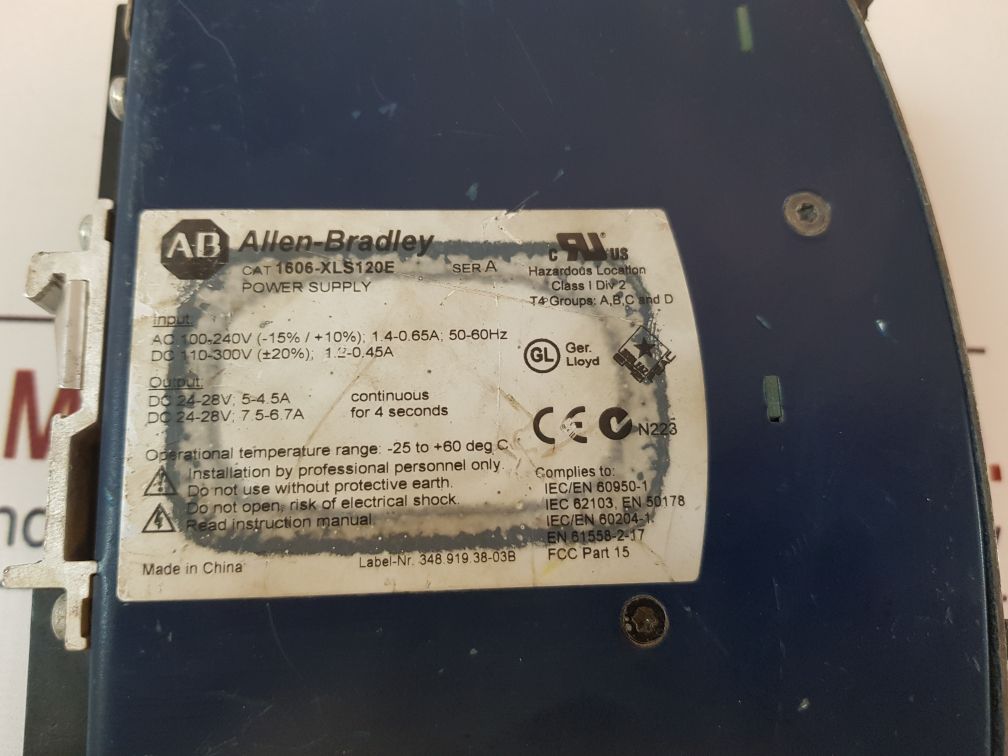 AB Allen-Bradley
CAT 1606-XLS120E SER A
POWER SUPPLY
Input:
AC 100-240V (-15% / +10%); 1.4-0.65A; 50-60Hz
DC 110-300V (±20%); 1.2-0.45A
Output:
DC 24-28V; 5-4.5A continuous
DC 24-28V; 7.5-6.7A for 4 seconds
Operational temperature range: -25 to +60 deg C
Installation by professional personnel only.
Do not use without protective earth.
Do not open, risk of electrical shock.
Read instruction manual.
Made in China
Label-Nr. 348.919.38-03B
C RU US
Hazardous Location
Class I Div 2
T4 Groups: A,B,C and D
GL Ger.
Lloyd
CE N223
Complies to:
IEC/EN 60950-1
IEC 62103, EN 50178
IEC/EN 60204-1,
EN 61558-2-17
FCC Part 15
M